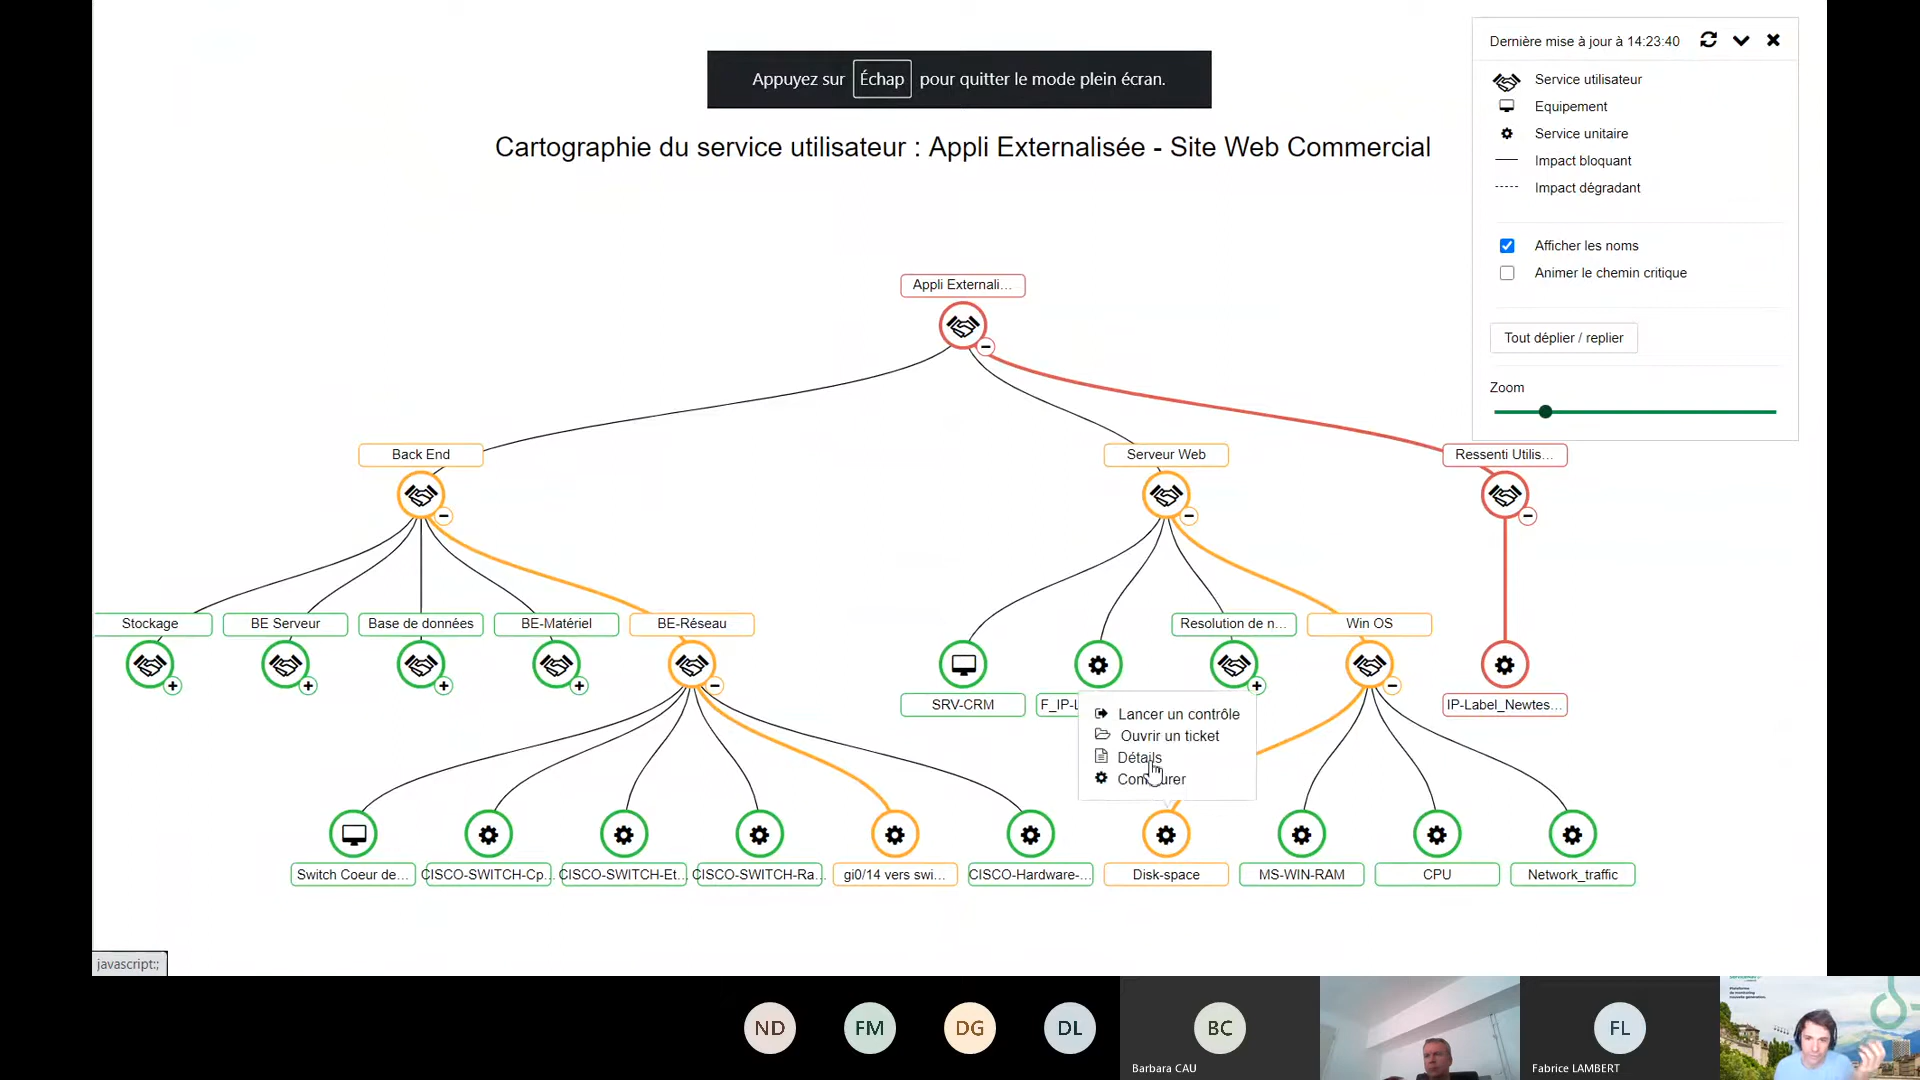 Dernière mise à jour à 14:23:40
Service utilisateur
Equipement
Service unitaire
Impact bloquant
Impact dégradant
Afficher les noms
Animer le chemin critique
Tout déplier / replier
Zoom
Appuyez sur Échap pour quitter le mode plein écran.
Cartographie du service utilisateur : Appli Externalisée - Site Web Commercial
Appli Externali...
Back End
Serveur Web
Ressenti Utilis...
Stockage
BE Serveur
Base de données
BE-Matériel
BE-Réseau
Resolution de n...
Win OS
SRV-CRM
F_IP-L
IP-Label_Newtes...
Lancer un contrôle
Ouvrir un ticket
Détails
Configurer
Switch Coeur de...
CISCO-SWITCH-Cp...
CISCO-SWITCH-Et...
CISCO-SWITCH-Ra...
gi0/14 vers swi...
CISCO-Hardware-...
Disk-space
MS-WIN-RAM
CPU
Network_traffic
javascript:;
ND
FM
DG
DL
BC
Barbara CAU
FL
Fabrice LAMBERT